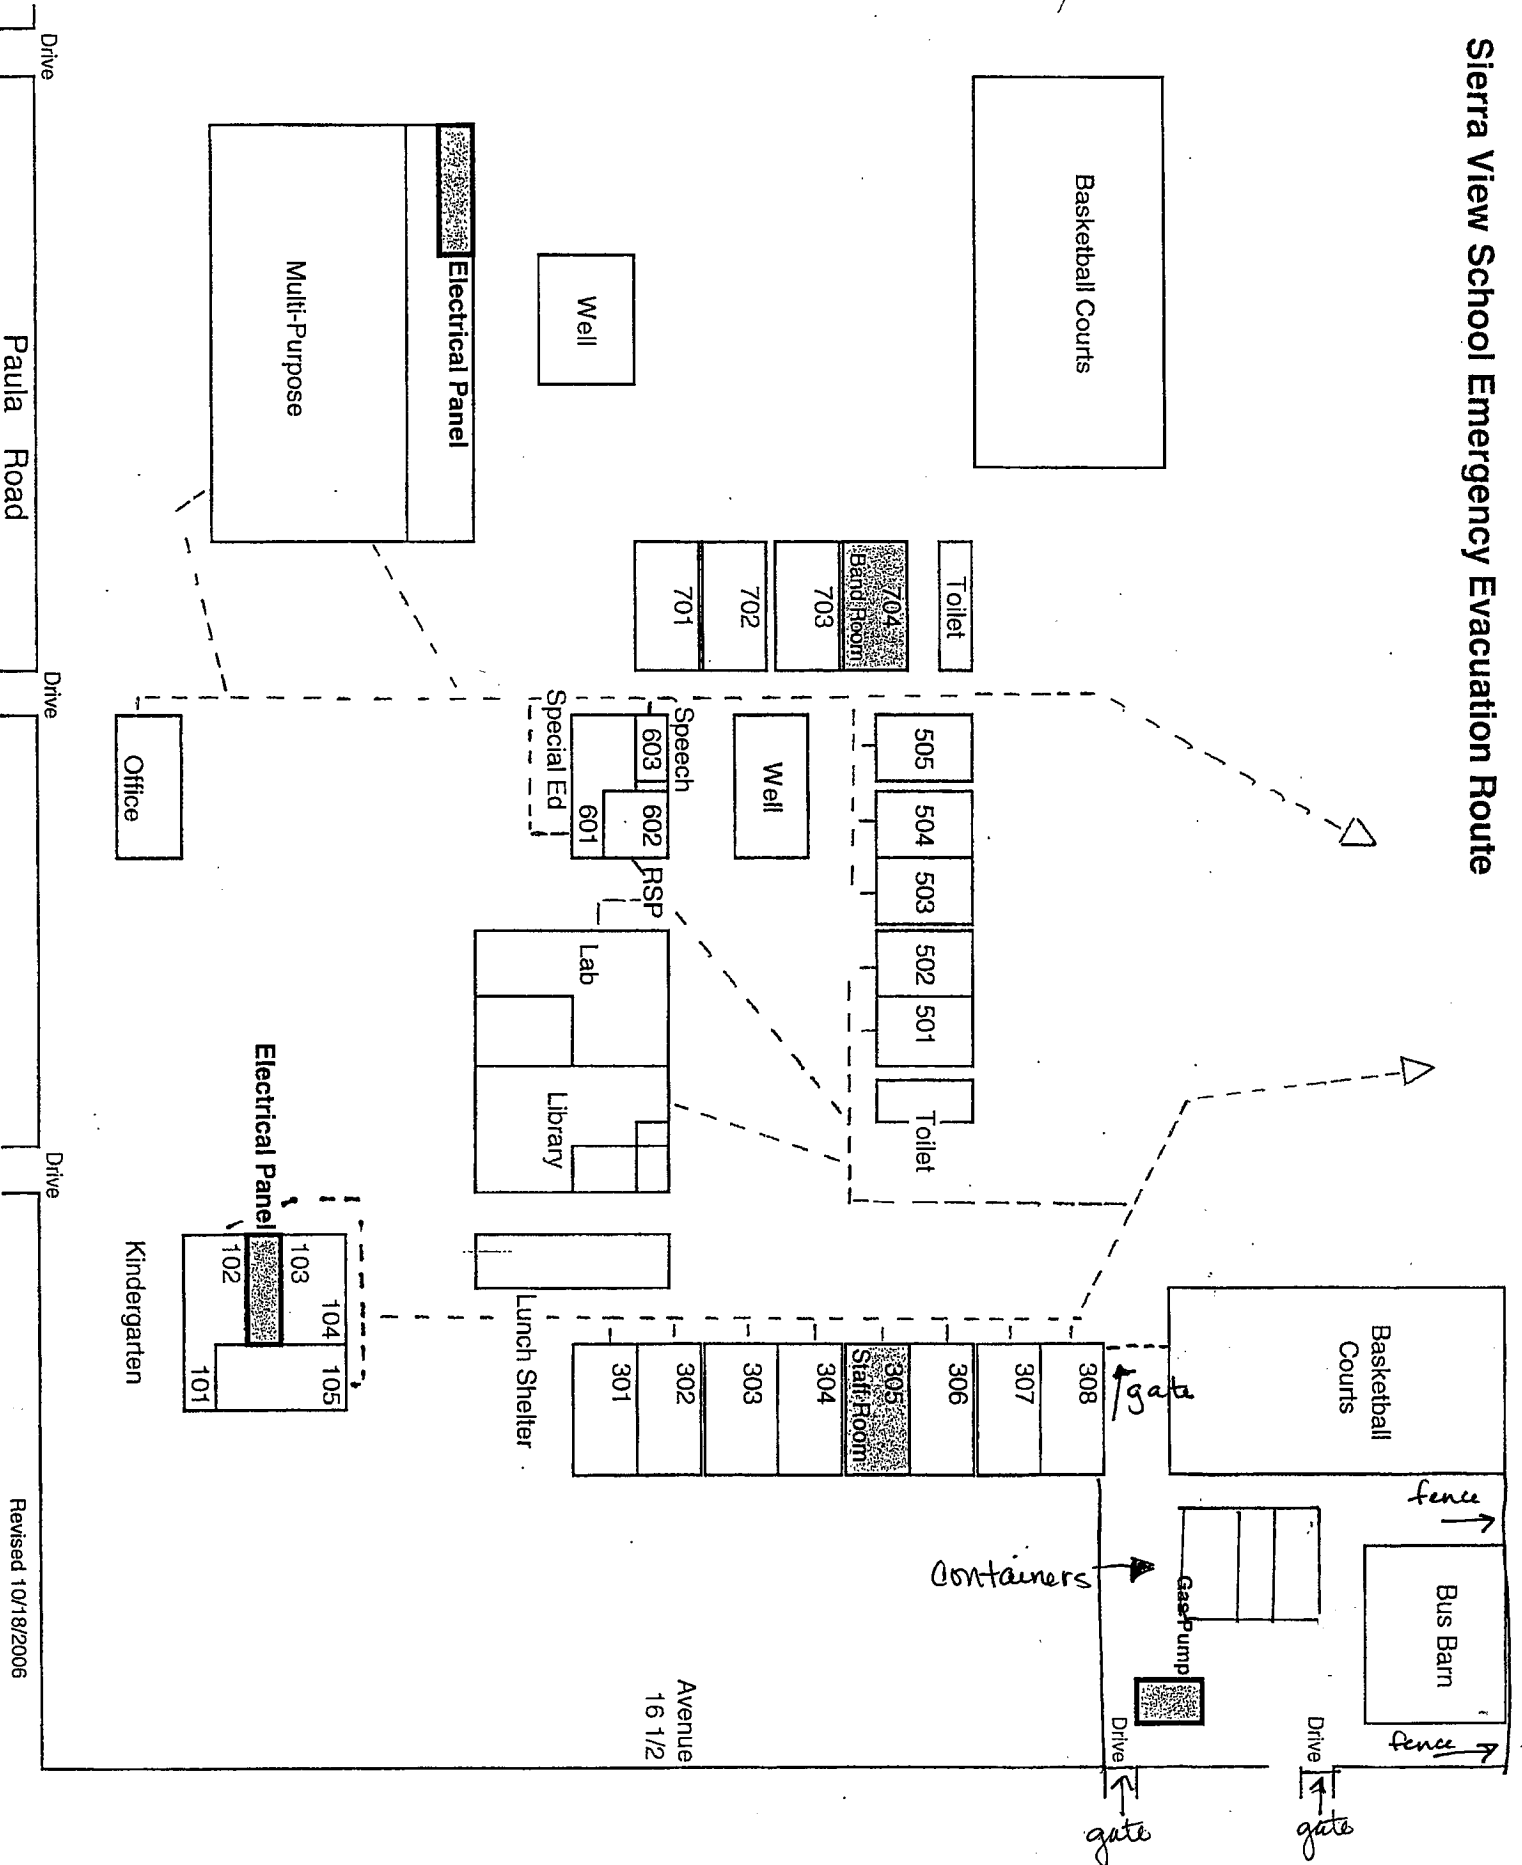 Sierra View School Emergency Evacuation Route
Basketball Courts
Basketball
Courts
fence
Bus Barn
fence
gate
containers
Gas Pump
Drive
gate
Drive
gate
Toilet
704
Band Room
703
702
701
505
504
503
502
501
Toilet
308
307
306
305
Staff Room
304
303
302
301
Well
Well
Speech
603
602
601
Special Ed
RSP
Lab
Library
Lunch Shelter
Avenue
16 1/2
Electrical Panel
Multi-Purpose
Electrical Panel
103
104
105
102
101
Kindergarten
Office
Drive
Drive
Drive
Paula Road
Revised 10/18/2006